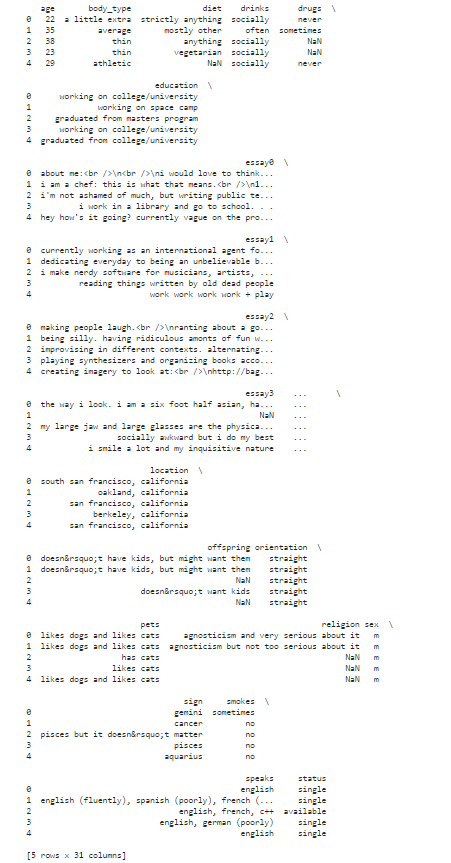 age body_type diet drinks drugs \
0 22 a little extra strictly anything socially never
1 35 average mostly other often sometimes
2 38 thin anything socially NaN
3 23 thin vegetarian socially NaN
4 29 athletic NaN socially never
education \
0 working on college/university
1 working on space camp
2 graduated from masters program
3 working on college/university
4 graduated from college/university
essay0 \
0 about me:<br />\n<br />\ni would love to think...
1 i am a chef: this is what that means.<br />\n1...
2 i'm not ashamed of much, but writing public te...
3 i work in a library and go to school. . .
4 hey how's it going? currently vague on the pro...
essay1 \
0 currently working as an international agent fo...
1 dedicating everyday to being an unbelievable b...
2 i make nerdy software for musicians, artists, ...
3 reading things written by old dead people
4 work work work work + play
essay2 \
0 making people laugh.<br />\nranting about a go...
1 being silly. having ridiculous amonts of fun w...
2 improvising in different contexts. alternating...
3 playing synthesizers and organizing books acco...
4 creating imagery to look at:<br />\nhttp://bag...
essay3 ... \
0 the way i look. i am a six foot half asian, ha... ...
1 NaN ...
2 my large jaw and large glasses are the physica... ...
3 socially awkward but i do my best ...
4 i smile a lot and my inquisitive nature ...
location \
0 south san francisco, california
1 oakland, california
2 san francisco, california
3 berkeley, california
4 san francisco, california
offspring orientation \
0 doesn&rsquo;t have kids, but might want them straight
1 doesn&rsquo;t have kids, but might want them straight
2 NaN straight
3 doesn&rsquo;t want kids straight
4 NaN straight
pets religion sex \
0 likes dogs and likes cats agnosticism and very serious about it m
1 likes dogs and likes cats agnosticism but not too serious about it m
2 has cats NaN m
3 likes cats NaN m
4 likes dogs and likes cats NaN m
sign smokes \
0 gemini sometimes
1 cancer no
2 pisces but it doesn&rsquo;t matter no
3 pisces no
4 aquarius no
speaks status
0 english single
1 english (fluently), spanish (poorly), french (... single
2 english, french, c++ available
3 english, german (poorly) single
4 english single
[5 rows x 31 columns]